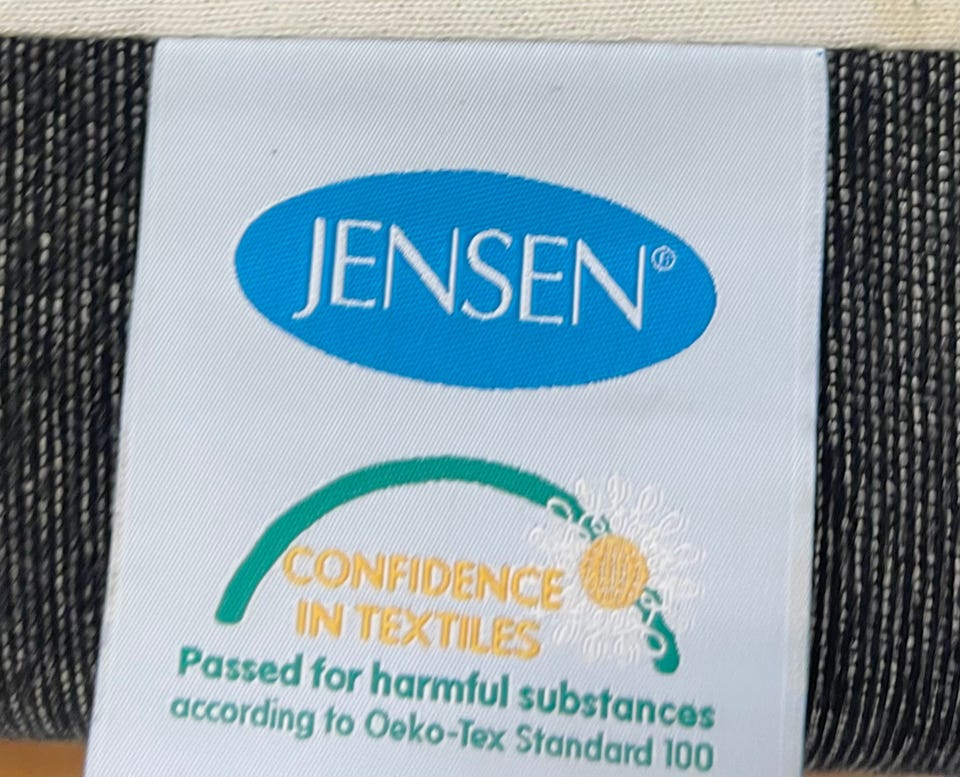 JENSEN®
CONFIDENCE
IN TEXTILES
Passed for harmful substances
according to Oeko-Tex Standard 100